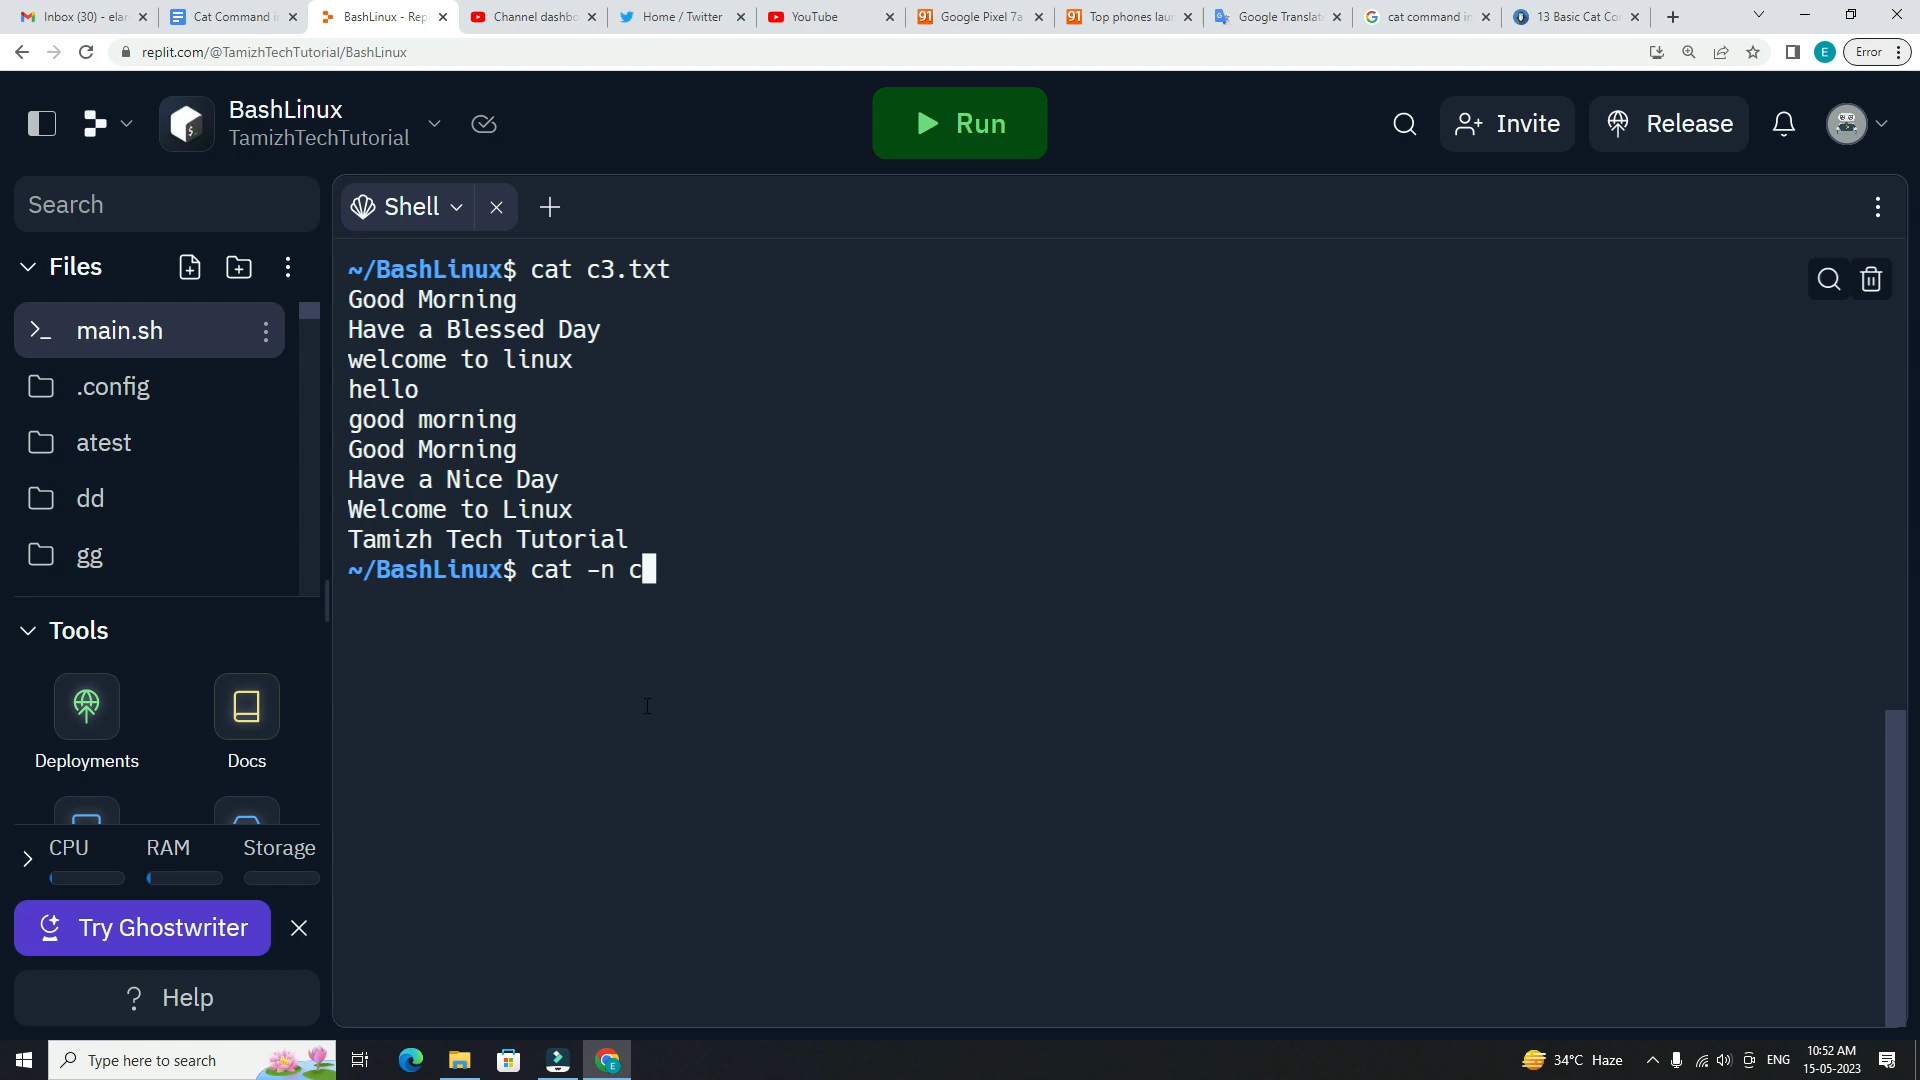 Inbox (30) - elar
Cat Command i
BashLinux - Rep
Channel dashbo
Home / Twitter
YouTube
Google Pixel 7a
Top phones lau
Google Translat
cat command in
13 Basic Cat Co
replit.com/@TamizhTechTutorial/BashLinux
E
Error
BashLinux
TamizhTechTutorial
Run
Invite
Release
Search
Files
main.sh
.config
atest
dd
gg
Tools
Deployments
Docs
CPU RAM Storage
Try Ghostwriter
? Help
Shell
~/BashLinux$ cat c3.txt
Good Morning
Have a Blessed Day
welcome to linux
hello
good morning
Good Morning
Have a Nice Day
Welcome to Linux
Tamizh Tech Tutorial
~/BashLinux$ cat -n c
Type here to search
34°C Haze
ENG
10:52 AM
15-05-2023